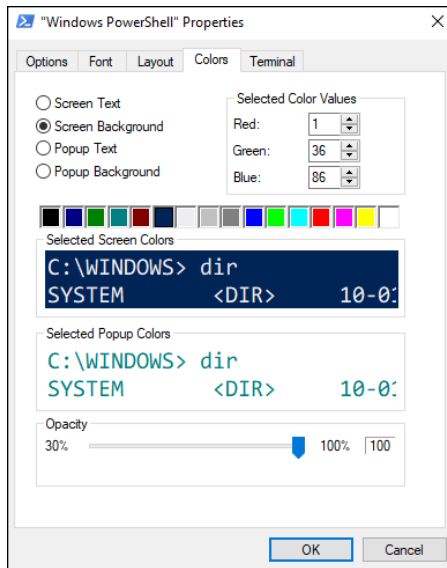 "Windows PowerShell" Properties
Options Font Layout Colors Terminal
Screen Text
Screen Background
Popup Text
Popup Background
Selected Color Values
Red: 1
Green: 36
Blue: 86
Selected Screen Colors
C:\WINDOWS> dir
SYSTEM <DIR> 10-01
Selected Popup Colors
C:\WINDOWS> dir
SYSTEM <DIR> 10-01
Opacity
30% 100% 100
OK Cancel